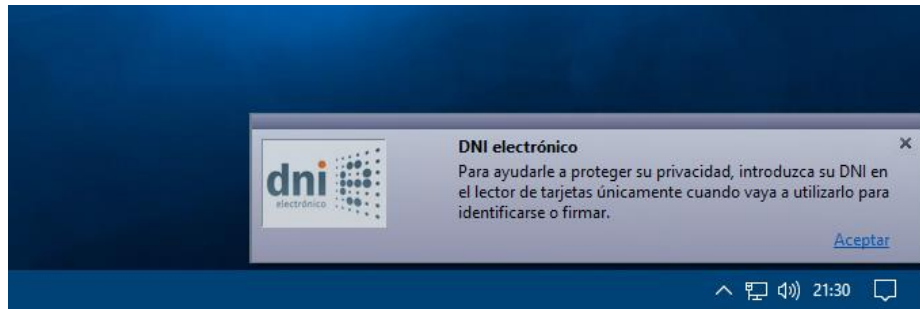 dni
electrónico
DNI electrónico
Para ayudarle a proteger su privacidad, introduzca su DNI en
el lector de tarjetas únicamente cuando vaya a utilizarlo para
identificarse o firmar.
Aceptar
21:30